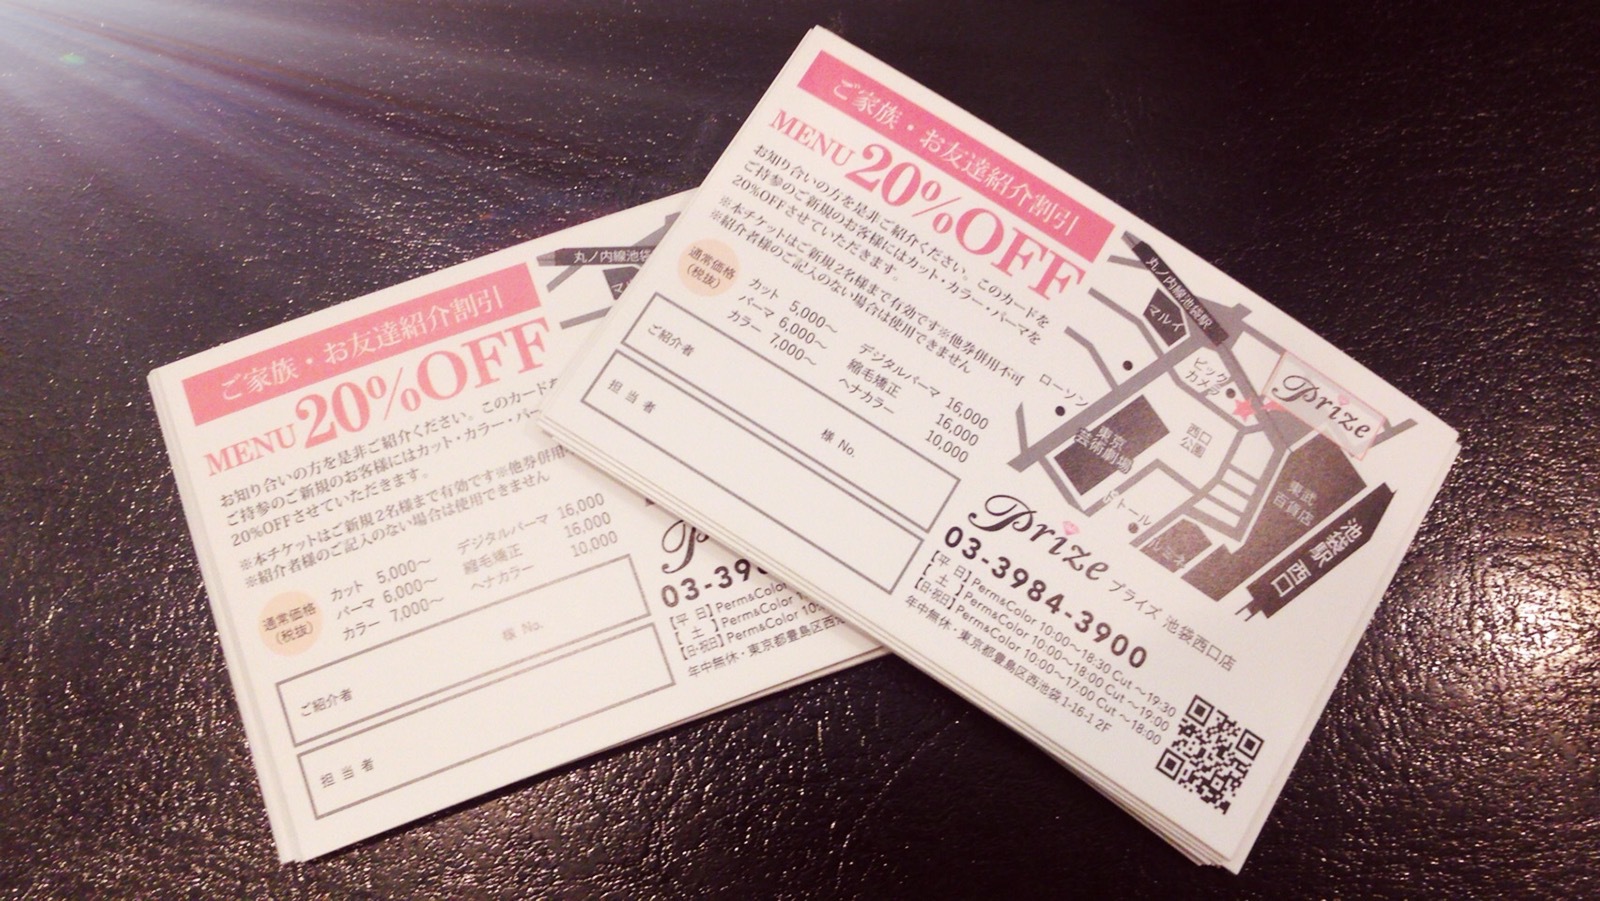 ご家族・お友達紹介割引
MENU 20%OFF
お知り合いの方を是非ご紹介ください。このカードを
ご持参のご新規のお客様にはカット・カラー・パーマを
20%OFFさせていただきます。
※本チケットはご新規2名様まで有効です※他券併用不可
※紹介者様のご記入のない場合は使用できません
通常価格
(税抜)
カット 5,000〜
パーマ 6,000〜
カラー 7,000〜
デジタルパーマ 16,000
縮毛矯正 16,000
ヘナカラー 10,000
ご紹介者
様 No.
担当者
丸ノ内線池袋駅
マルイ
ビック
カメラ
ローソン
Prize
東京
芸術劇場
西口
公園
東武
百貨店
ドトール
ルミネ
池袋駅 西口
Prize プライズ 池袋西口店
03-3984-3900
【平 日】Perm&Color 10:00〜18:30 Cut 〜19:30
【 土 】Perm&Color 10:00〜18:00 Cut 〜19:00
【日・祝日】Perm&Color 10:00〜17:00 Cut 〜18:00
年中無休・東京都豊島区西池袋1-16-1 2F
ご家族・お友達紹介割引
MENU 20%OFF
お知り合いの方を是非ご紹介ください。このカードを
ご持参のご新規のお客様にはカット・カラー・パー
20%OFFさせていただきます。
※本チケットはご新規2名様まで有効です※他券併用
※紹介者様のご記入のない場合は使用できません
通常価格
(税抜)
カット 5,000〜
パーマ 6,000〜
カラー 7,000〜
デジタルパーマ 16,000
縮毛矯正 16,000
ヘナカラー 10,000
様 No.
ご紹介者
担当者
丸ノ内線池袋
03-39
【平 日】Perm&Color 10:00
【 土 】Perm&Color 10:0
【日・祝日】Perm&Color 10:
年中無休・東京都豊島区西池